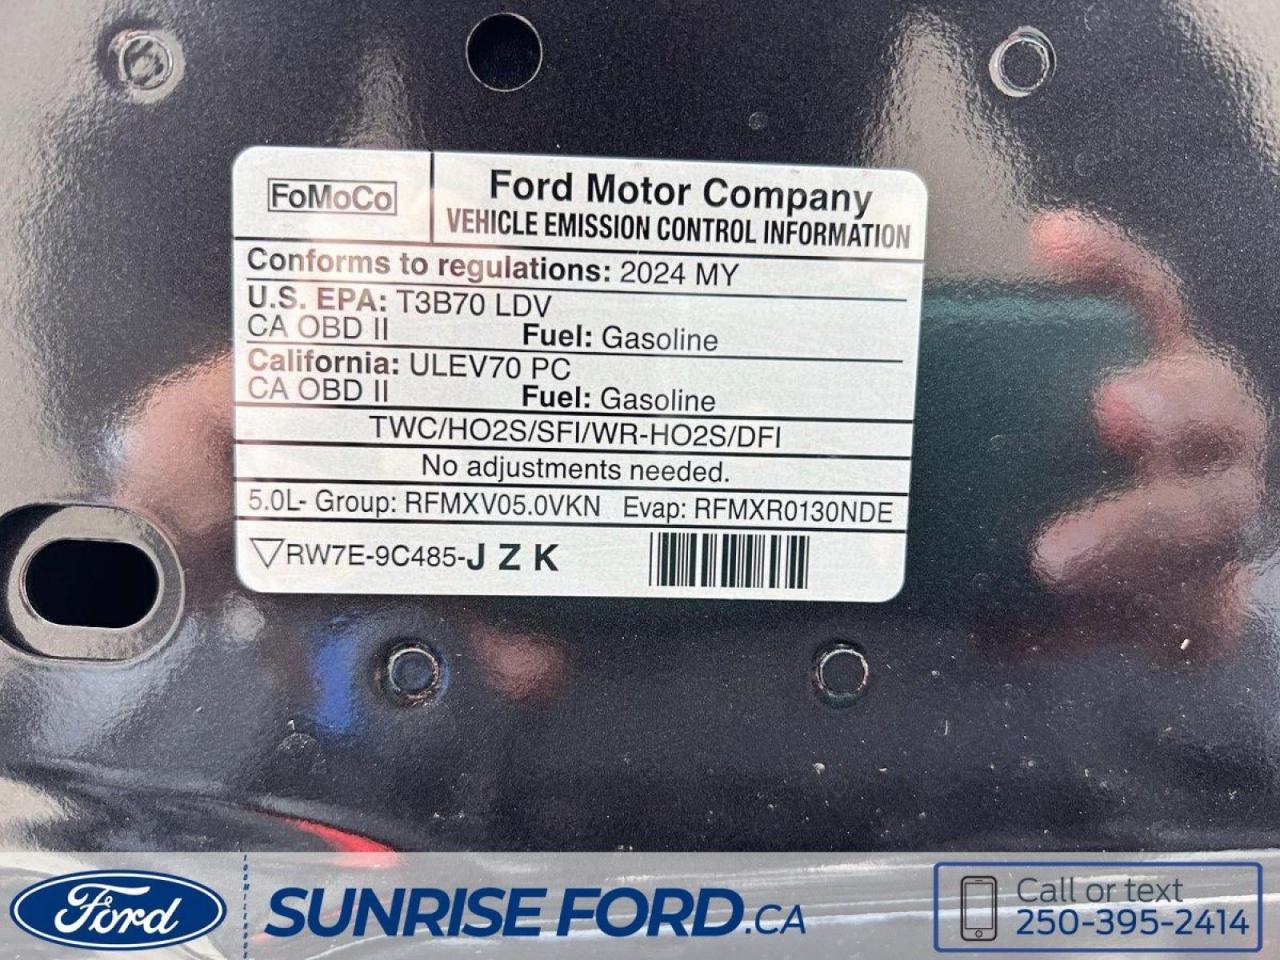 FoMoCo
Ford Motor Company
VEHICLE EMISSION CONTROL INFORMATION
Conforms to regulations: 2024 MY
U.S. EPA: T3B70 LDV
CA OBD II Fuel: Gasoline
California: ULEV70 PC
CA OBD II Fuel: Gasoline
TWC/HO2S/SFI/WR-HO2S/DFI
No adjustments needed.
5.0L- Group: RFMXV05.0VKN Evap: RFMXR0130NDE
RW7E-9C485-J Z K
Ford
SUNRISE FORD.CA
Call or text
250-395-2414